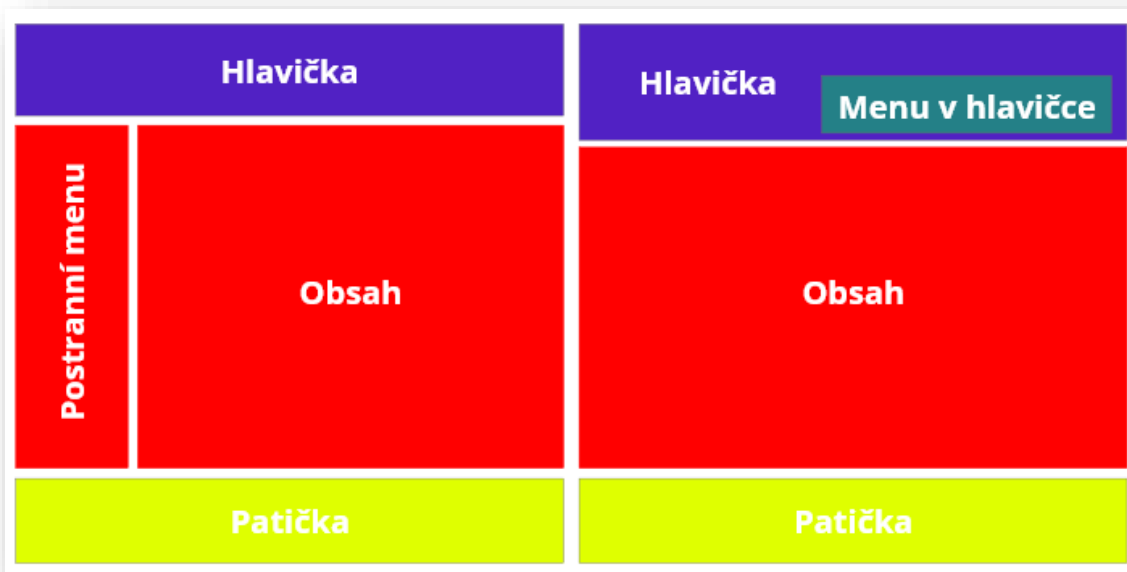 Hlavička
Postranní menu
Obsah
Patička
Hlavička
Menu v hlavičce
Obsah
Patička